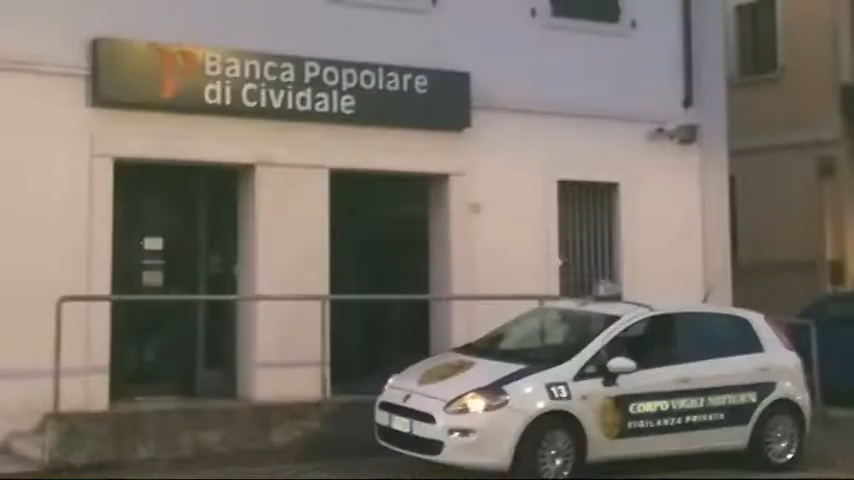 Banca Popolare
di Cividale
13
CORPO VIGILI NOTTURNI
VIGILANZA PRIVATA